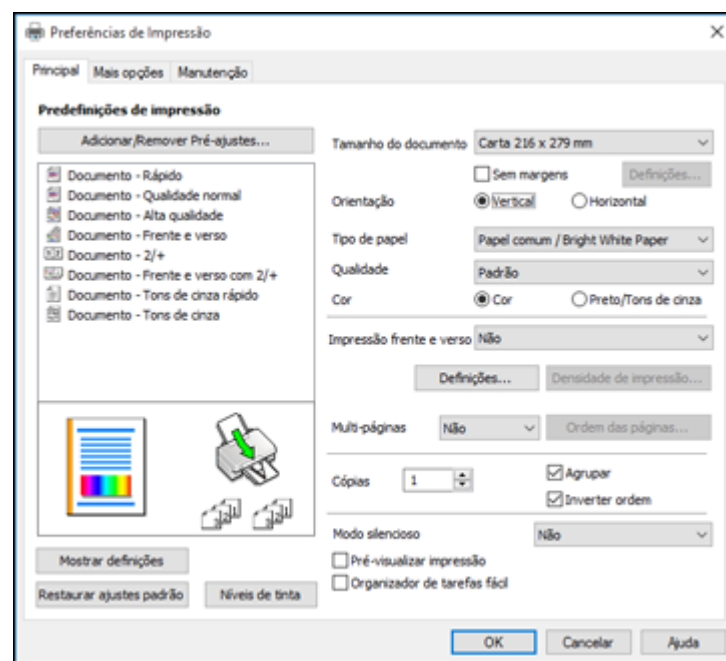 Preferências de Impressão
Principal Mais opções Manutenção
Predefinições de impressão
Adicionar/Remover Pré-ajustes...
Documento - Rápido
Documento - Qualidade normal
Documento - Alta qualidade
Documento - Frente e verso
Documento - 2/+
Documento - Frente e verso com 2/+
Documento - Tons de cinza rápido
Documento - Tons de cinza
Mostrar definições
Restaurar ajustes padrão Níveis de tinta
Tamanho do documento Carta 216 x 279 mm
Sem margens Definições...
Orientação Vertical Horizontal
Tipo de papel Papel comum / Bright White Paper
Qualidade Padrão
Cor Cor Preto/Tons de cinza
Impressão frente e verso Não
Definições... Densidade de impressão...
Multi-páginas Não Ordem das páginas...
Cópias 1 Agrupar
Inverter ordem
Modo silencioso Não
Pré-visualizar impressão
Organizador de tarefas fácil
OK Cancelar Ajuda